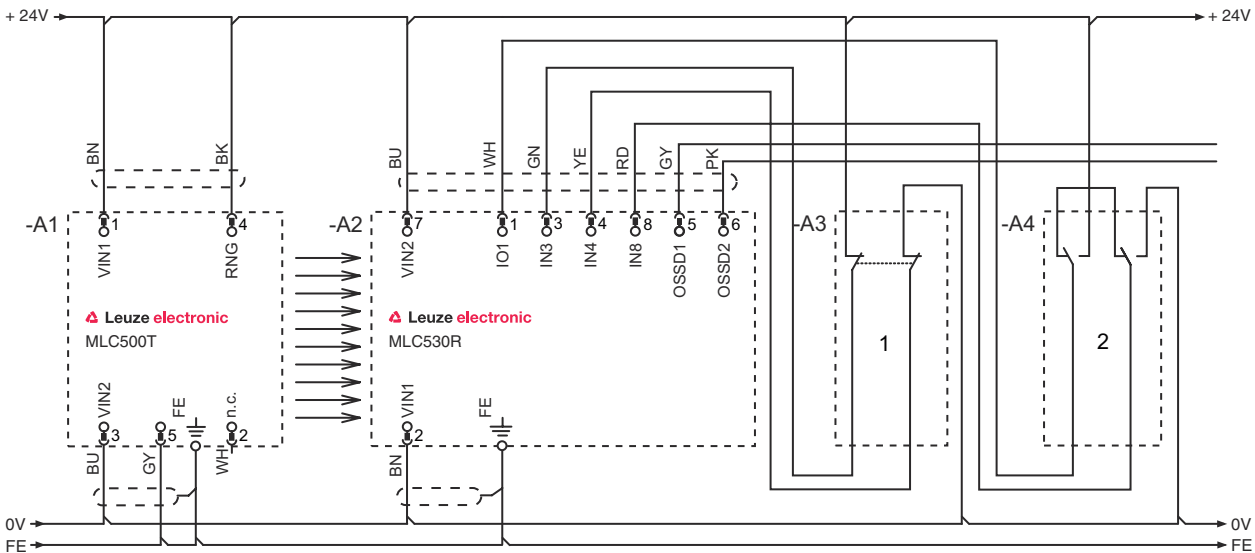 + 24V
+ 24V
BN
BK
BU
WH
GN
YE
RD
GY
PK
-A1
1
4
-A2
7
1
3
4
8
5
6
-A3
-A4
VIN1
RNG
VIN2
IO1
IN3
IN4
IN8
OSSD1
OSSD2
Leuze electronic
MLC500T
Leuze electronic
MLC530R
1
2
VIN2
FE
n.c.
VIN1
FE
3
5
2
2
BU
GY
WH
BN
0V
0V
FE
FE